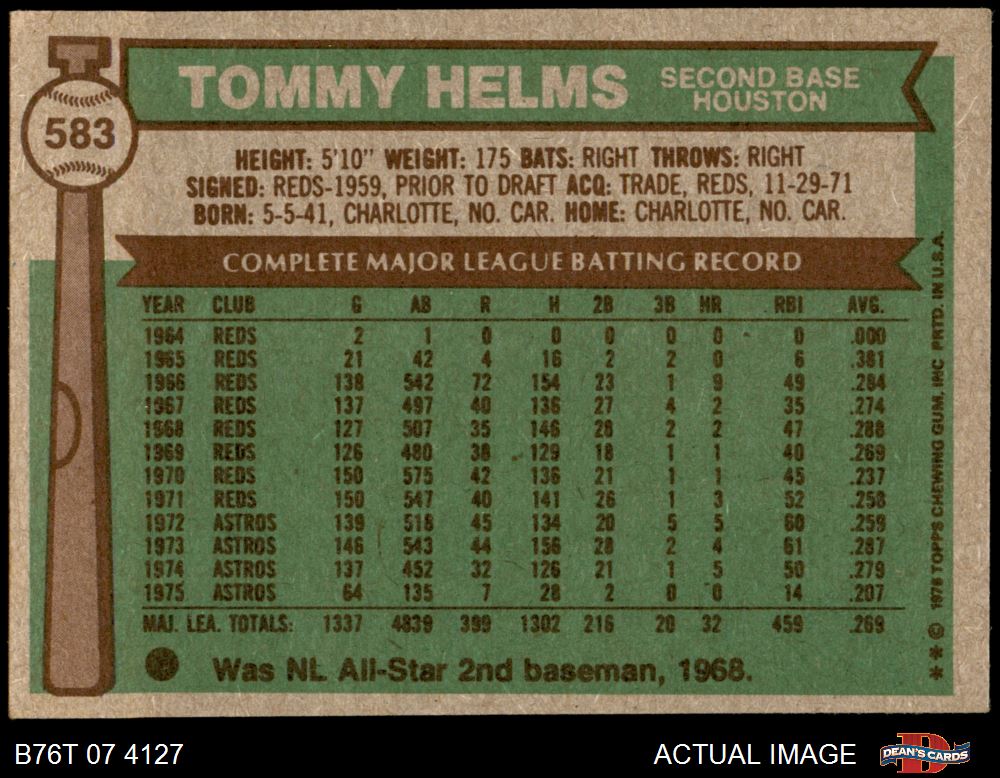 583
TOMMY HELMS
SECOND BASE
HOUSTON
HEIGHT: 5'10" WEIGHT: 175 BATS: RIGHT THROWS: RIGHT
SIGNED: REDS-1959, PRIOR TO DRAFT ACQ: TRADE, REDS, 11-29-71
BORN: 5-5-41, CHARLOTTE, NO. CAR. HOME: CHARLOTTE, NO. CAR.
COMPLETE MAJOR LEAGUE BATTING RECORD
YEAR CLUB G AB R H 2B 3B HR RBI AVG.
1964 REDS 2 1 0 0 0 0 0 0 .000
1965 REDS 21 42 4 16 2 2 0 6 .381
1966 REDS 138 542 72 154 23 1 9 49 .284
1967 REDS 137 497 40 136 27 4 2 35 .274
1968 REDS 127 507 35 146 28 2 2 47 .288
1969 REDS 126 480 38 129 18 1 1 40 .269
1970 REDS 150 575 42 136 21 1 1 45 .237
1971 REDS 150 547 40 141 26 1 3 52 .258
1972 ASTROS 139 518 45 134 20 5 5 60 .259
1973 ASTROS 146 543 44 156 28 2 4 61 .287
1974 ASTROS 137 452 32 126 21 1 5 50 .279
1975 ASTROS 64 135 7 28 2 0 0 14 .207
MAJ. LEA. TOTALS: 1337 4839 399 1302 216 20 32 459 .269
Was NL All-Star 2nd baseman, 1968.
* * © 1976 TOPPS CHEWING GUM, INC PRTD. IN U.S.A.
B76T 07 4127
ACTUAL IMAGE
DEAN'S CARDS